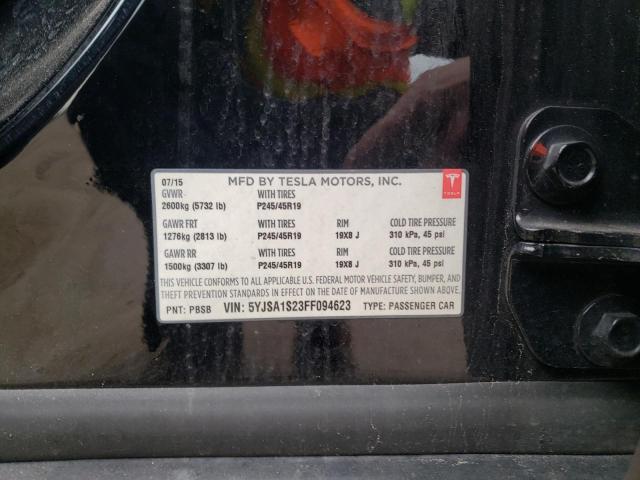 07/15 MFD BY TESLA MOTORS, INC.
GVWR WITH TIRES
2600kg (5732 lb) P245/45R19
GAWR FRT WITH TIRES RIM COLD TIRE PRESSURE
1276kg (2813 lb) P245/45R19 19X8 J 310 kPa, 45 psi
GAWR RR WITH TIRES RIM COLD TIRE PRESSURE
1500kg (3307 lb) P245/45R19 19X8 J 310 kPa, 45 psi
THIS VEHICLE CONFORMS TO ALL APPLICABLE U.S. FEDERAL MOTOR VEHICLE SAFETY, BUMPER, AND
THEFT PREVENTION STANDARDS IN EFFECT ON THE DATE OF MANUFACTURE SHOWN ABOVE.
PNT: PBSB VIN: 5YJSA1S23FF094623 TYPE: PASSENGER CAR
TESLA